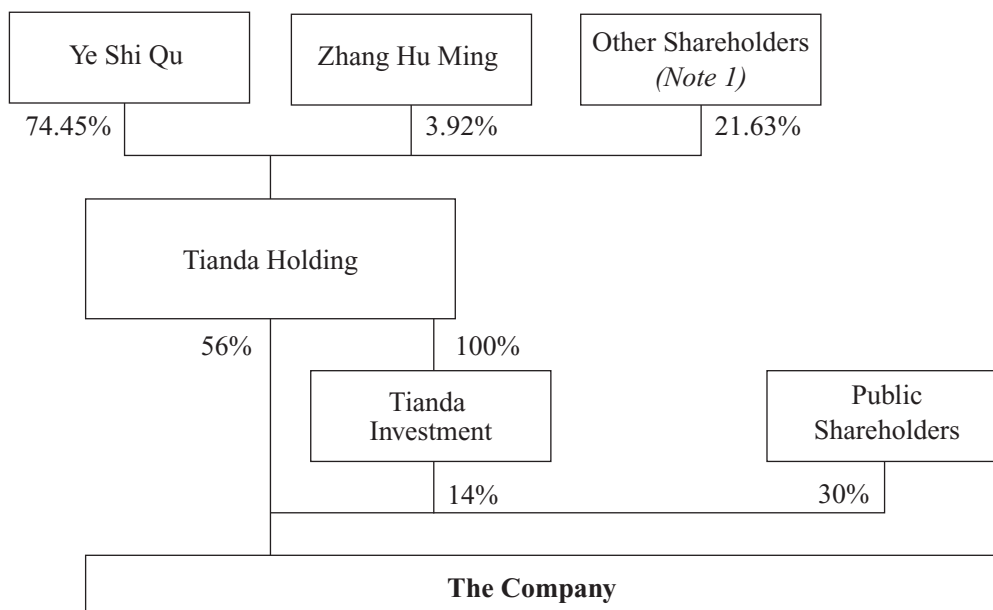 Ye Shi Qu
Zhang Hu Ming
Other Shareholders
(Note 1)
74.45%
3.92%
21.63%
Tianda Holding
56%
100%
Tianda
Investment
Public
Shareholders
14%
30%
The Company